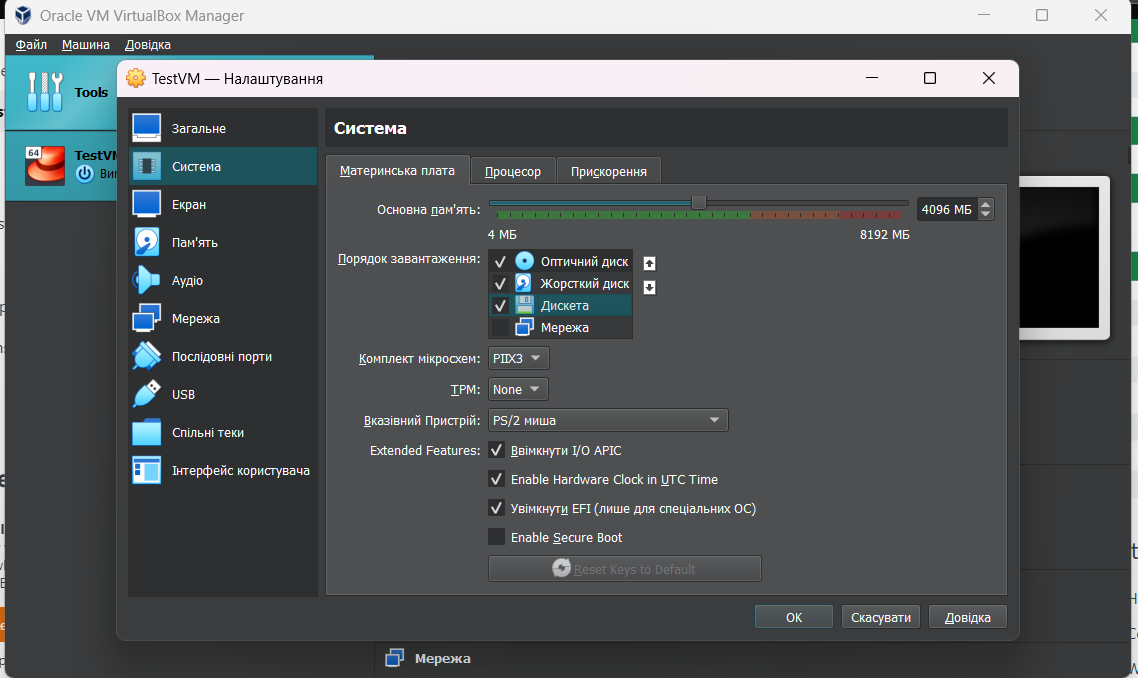 Oracle VM VirtualBox Manager
Файл Машина Довідка
Tools
64
TestVM
TestVM — Налаштування
Загальне
Система
Екран
Пам'ять
Аудіо
Мережа
Послідовні порти
USB
Спільні теки
Інтерфейс користувача
Система
Материнська плата Процесор Прискорення
Основна пам'ять: 4096 МБ
4 МБ 8192 МБ
Порядок завантаження: Оптичний диск
Жорсткий диск
Дискета
Мережа
Комплект мікросхем: PIIX3
TPM: None
Вказівний Пристрій: PS/2 миша
Extended Features: Ввімкнути I/O APIC
Enable Hardware Clock in UTC Time
Увімкнути EFI (лише для спеціальних ОС)
Enable Secure Boot
Reset Keys to Default
ОК Скасувати Довідка
Мережа